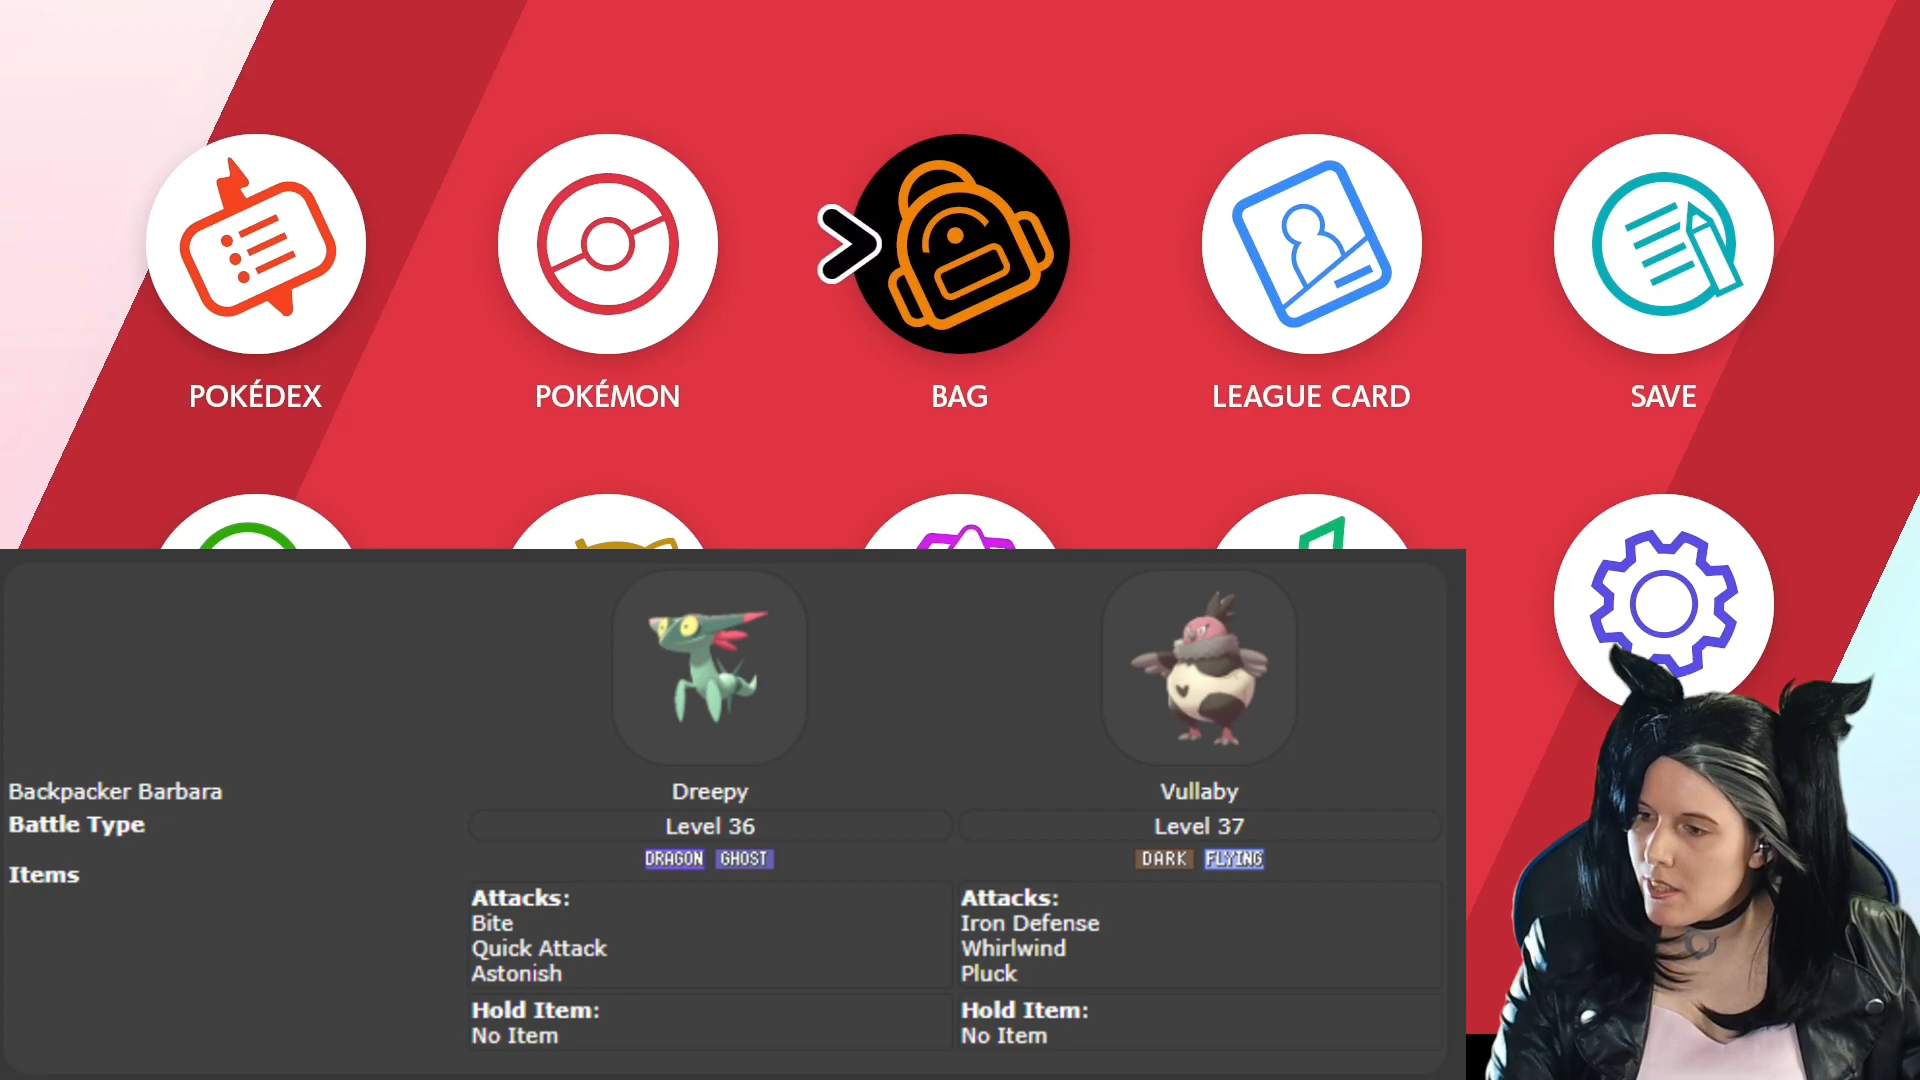 POKÉDEX
POKÉMON
BAG
LEAGUE CARD
SAVE
Backpacker Barbara
Dreepy
Vullaby
Battle Type
Level 36
Level 37
DRAGON GHOST
DARK FLYING
Items
Attacks:
Bite
Quick Attack
Astonish
Attacks:
Iron Defense
Whirlwind
Pluck
Hold Item:
No Item
Hold Item:
No Item